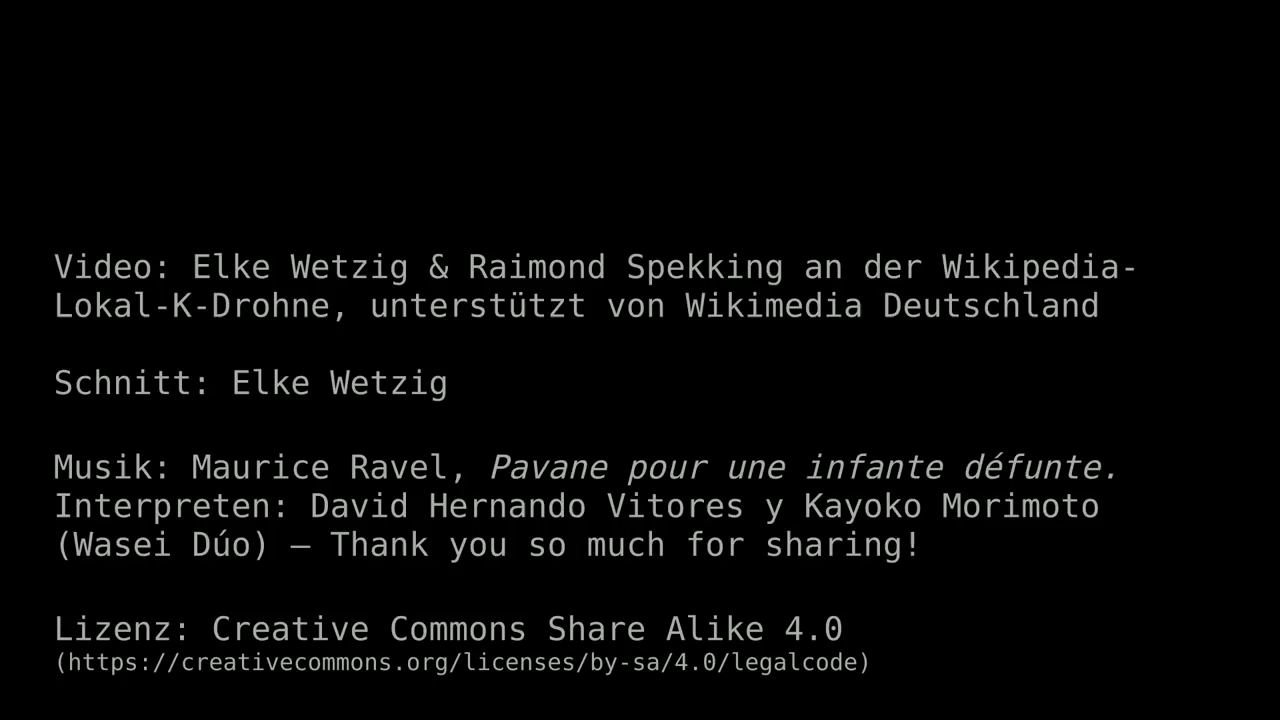 Video: Elke Wetzig & Raimond Spekking an der Wikipedia-
Lokal-K-Drohne, unterstützt von Wikimedia Deutschland
Schnitt: Elke Wetzig
Musik: Maurice Ravel, Pavane pour une infante défunte.
Interpreten: David Hernando Vitores y Kayoko Morimoto
(Wasei Dúo) – Thank you so much for sharing!
Lizenz: Creative Commons Share Alike 4.0
(https://creativecommons.org/licenses/by-sa/4.0/legalcode)